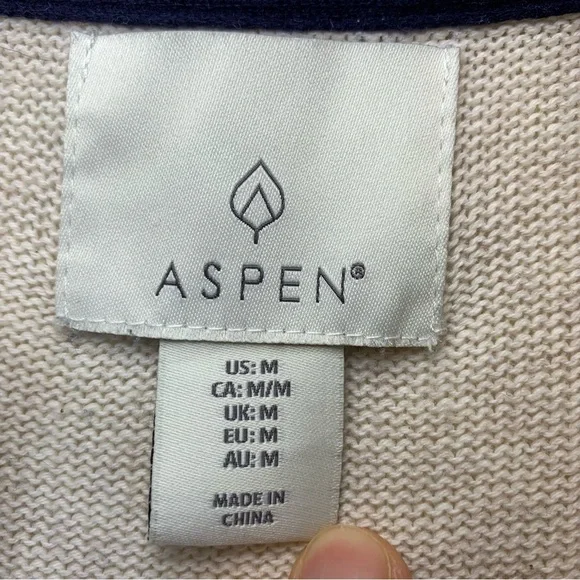 ASPEN®
US: M
CA: M/M
UK: M
EU: M
AU: M
MADE IN
CHINA